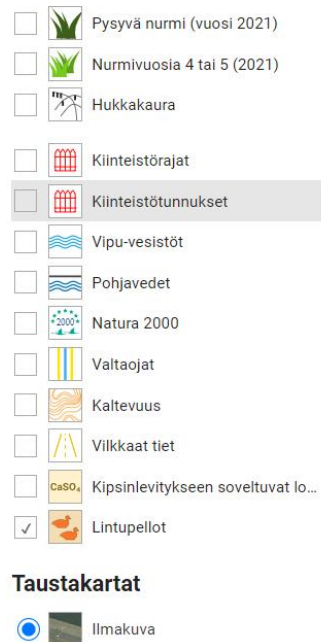 Pysyvä nurmi (vuosi 2021)
Nurmivuosia 4 tai 5 (2021)
Hukkakaura
Kiinteistörajat
Kiinteistötunnukset
Vipu-vesistöt
Pohjavedet
2000 Natura 2000
Valtaojat
Kaltevuus
Vilkkaat tiet
CaSO₄ Kipsinlevitykseen soveltuvat lo...
Lintupellot
Taustakartat
Ilmakuva